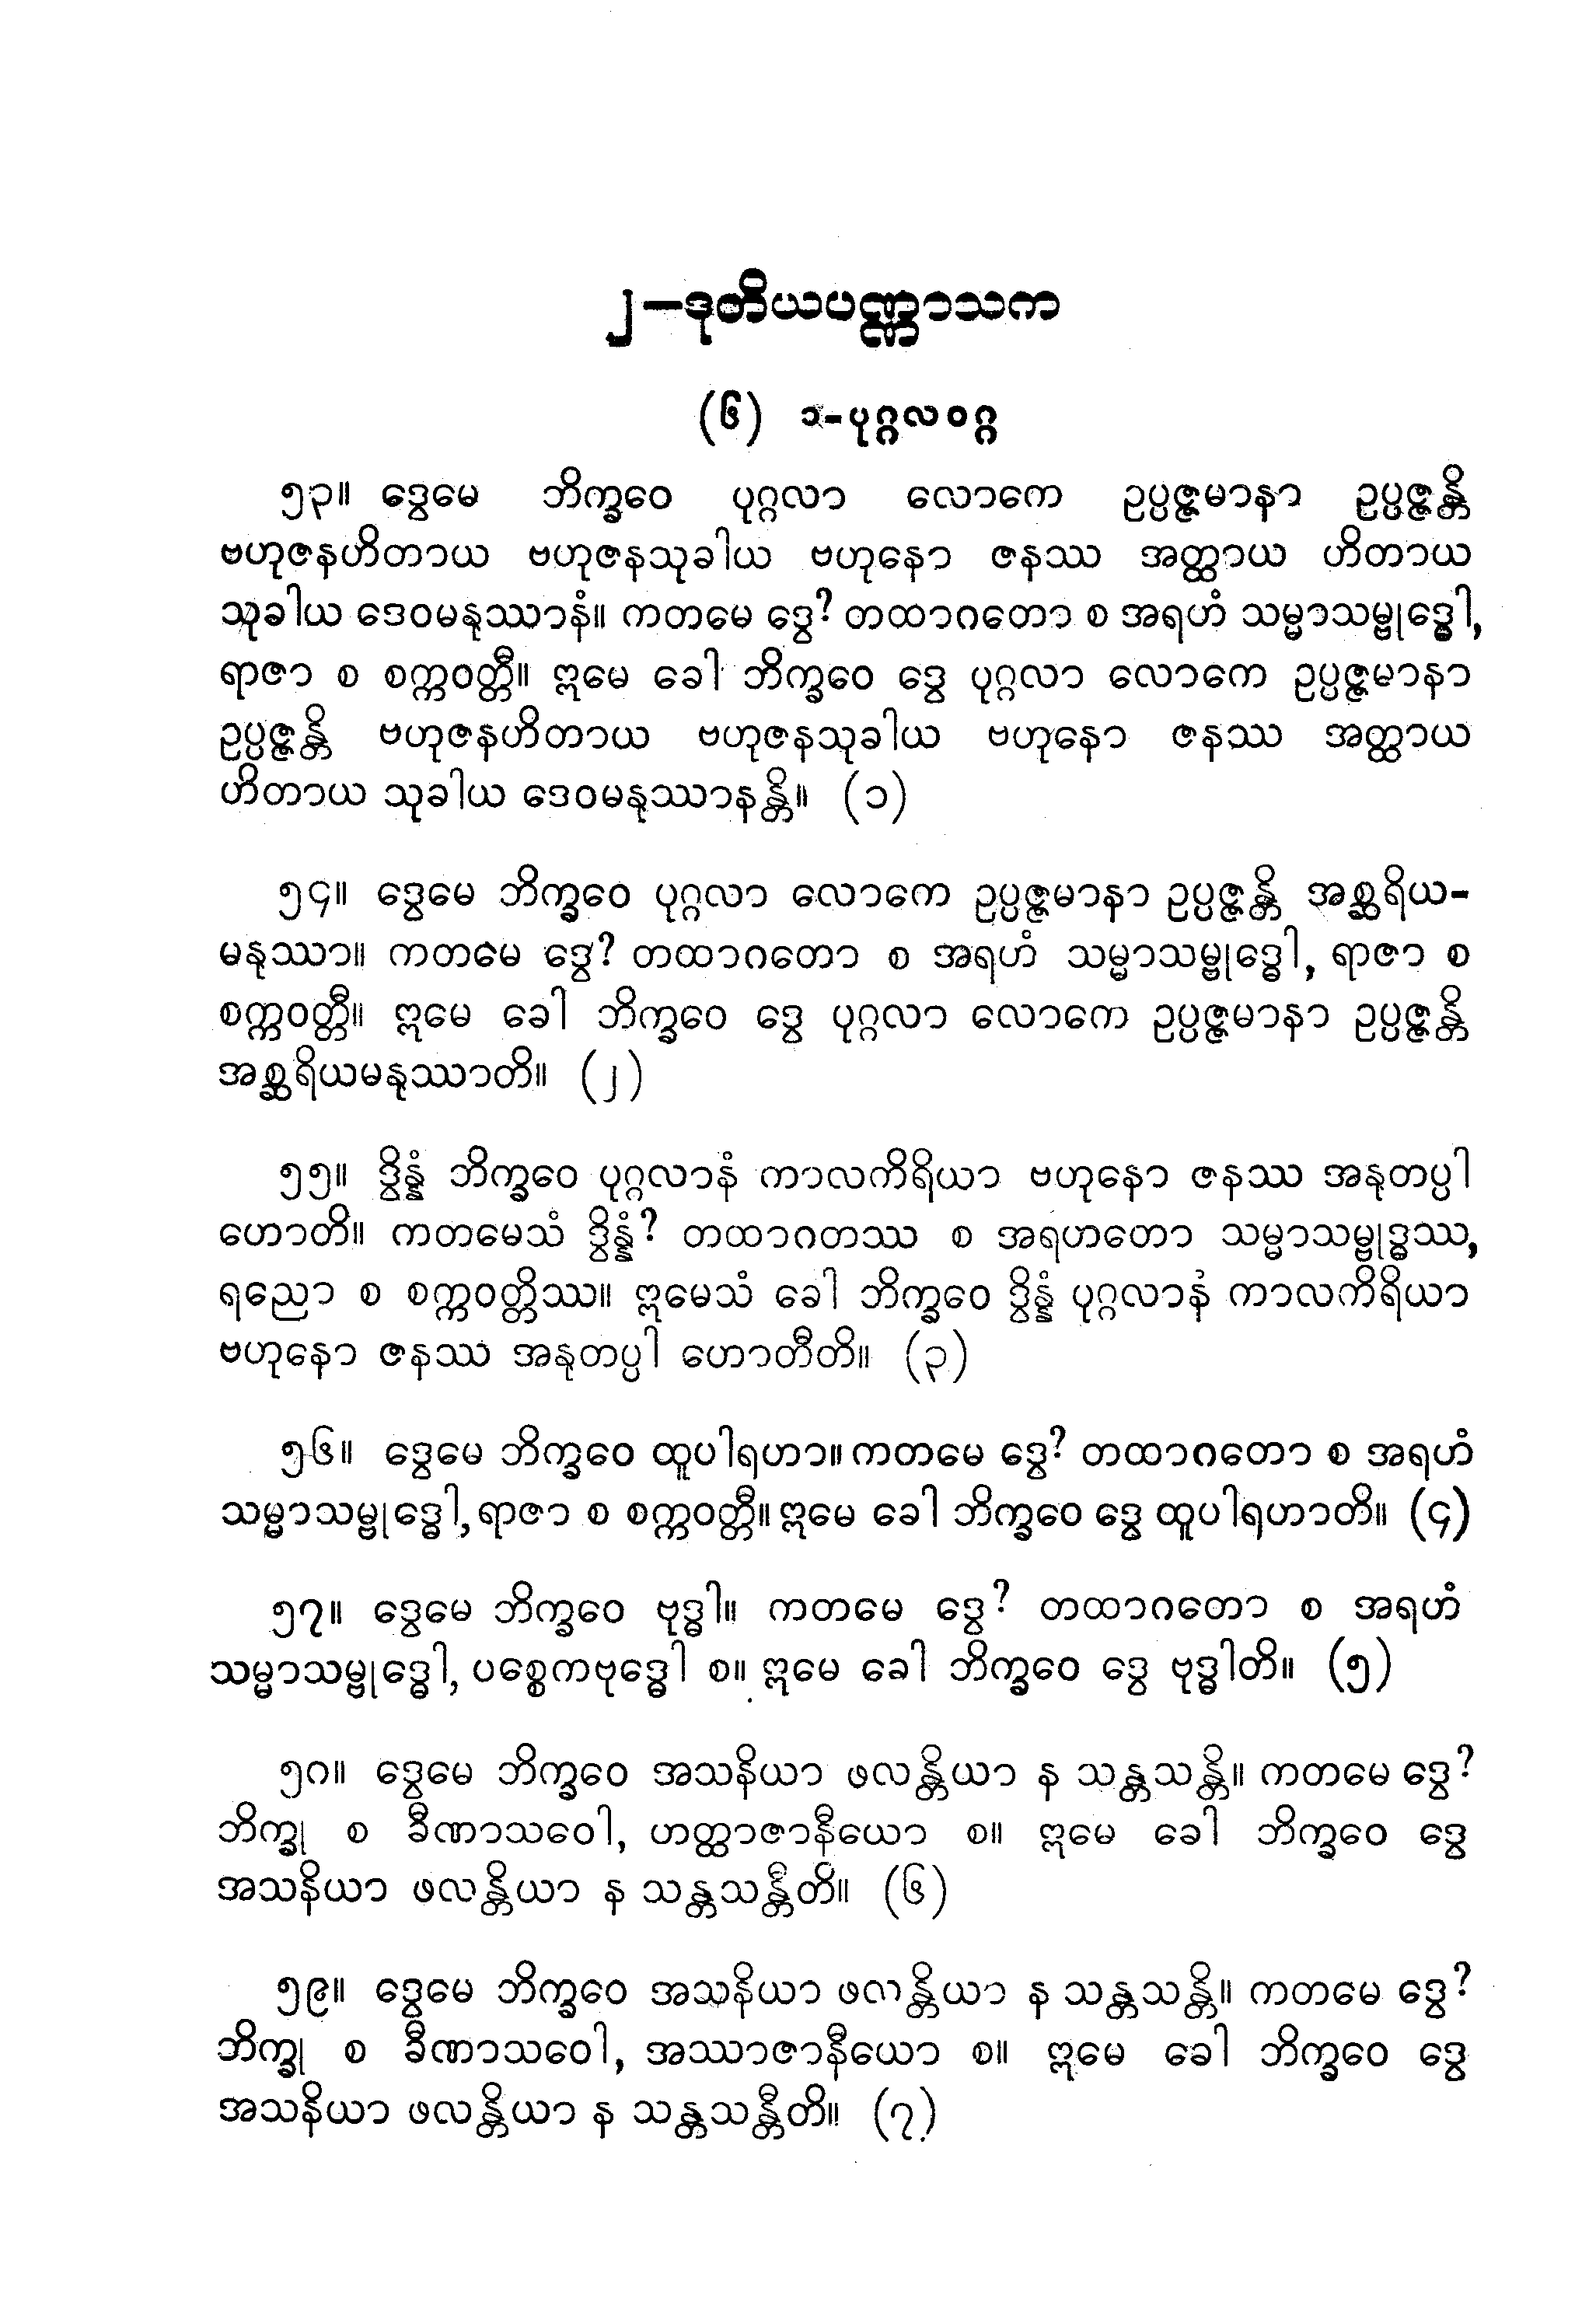 ၂—ဒုတိယပဏ္ဏာသက
(၆) ၁-ပုဂ္ဂလဝဂ္ဂ
၅၃။ ဒွေမေ ဘိက္ခဝေ ပုဂ္ဂလာ လောကေ ဥပ္ပဇ္ဇမာနာ ဥပ္ပဇ္ဇန္တိ
ဗဟုဇနဟိတာယ ဗဟုဇနသုခါယ ဗဟုနော ဇနဿ အတ္ထာယ ဟိတာယ
သုခါယ ဒေဝမနုဿာနံ။ ကတမေ ဒွေ? တထာဂတော စ အရဟံ သမ္မာသမ္ဗုဒ္ဓေါ,
ရာဇာ စ စက္ကဝတ္တီ။ ဣမေ ခေါ ဘိက္ခဝေ ဒွေ ပုဂ္ဂလာ လောကေ ဥပ္ပဇ္ဇမာနာ
ဥပ္ပဇ္ဇန္တိ ဗဟုဇနဟိတာယ ဗဟုဇနသုခါယ ဗဟုနော ဇနဿ အတ္ထာယ
ဟိတာယ သုခါယ ဒေဝမနုဿာနန္တိ။ (၁)
၅၄။ ဒွေမေ ဘိက္ခဝေ ပုဂ္ဂလာ လောကေ ဥပ္ပဇ္ဇမာနာ ဥပ္ပဇ္ဇန္တိ အစ္ဆရိယ-
မနုဿာ။ ကတမေ ဒွေ? တထာဂတော စ အရဟံ သမ္မာသမ္ဗုဒ္ဓေါ, ရာဇာ စ
စက္ကဝတ္တီ။ ဣမေ ခေါ ဘိက္ခဝေ ဒွေ ပုဂ္ဂလာ လောကေ ဥပ္ပဇ္ဇမာနာ ဥပ္ပဇ္ဇန္တိ
အစ္ဆရိယမနုဿာတိ။ (၂)
၅၅။ ဒွိန္နံ ဘိက္ခဝေ ပုဂ္ဂလာနံ ကာလကိရိယာ ဗဟုနော ဇနဿ အနုတပ္ပါ
ဟောတိ။ ကတမေသံ ဒွိန္နံ? တထာဂတဿ စ အရဟတော သမ္မာသမ္ဗုဒ္ဓဿ,
ရညော စ စက္ကဝတ္တိဿ။ ဣမေသံ ခေါ ဘိက္ခဝေ ဒွိန္နံ ပုဂ္ဂလာနံ ကာလကိရိယာ
ဗဟုနော ဇနဿ အနုတပ္ပါ ဟောတီတိ။ (၃)
၅၆။ ဒွေမေ ဘိက္ခဝေ ထူပါရဟာ။ ကတမေ ဒွေ? တထာဂတော စ အရဟံ
သမ္မာသမ္ဗုဒ္ဓေါ, ရာဇာ စ စက္ကဝတ္တီ။ ဣမေ ခေါ ဘိက္ခဝေ ဒွေ ထူပါရဟာတိ။ (၄)
၅၇။ ဒွေမေ ဘိက္ခဝေ ဗုဒ္ဓါ။ ကတမေ ဒွေ? တထာဂတော စ အရဟံ
သမ္မာသမ္ဗုဒ္ဓေါ, ပစ္စေကဗုဒ္ဓေါ စ။ ဣမေ ခေါ ဘိက္ခဝေ ဒွေ ဗုဒ္ဓါတိ။ (၅)
၅၈။ ဒွေမေ ဘိက္ခဝေ အသနိယာ ဖလန္တိယာ န သန္တသန္တိ။ ကတမေ ဒွေ?
ဘိက္ခု စ ခီဏာသဝေါ, ဟတ္ထာဇာနီယော စ။ ဣမေ ခေါ ဘိက္ခဝေ ဒွေ
အသနိယာ ဖလန္တိယာ န သန္တသန္တီတိ။ (၆)
၅၉။ ဒွေမေ ဘိက္ခဝေ အသနိယာ ဖလန္တိယာ န သန္တသန္တိ။ ကတမေ ဒွေ?
ဘိက္ခု စ ခီဏာသဝေါ, အဿာဇာနီယော စ။ ဣမေ ခေါ ဘိက္ခဝေ ဒွေ
အသနိယာ ဖလန္တိယာ န သန္တသန္တီတိ။ (၇)